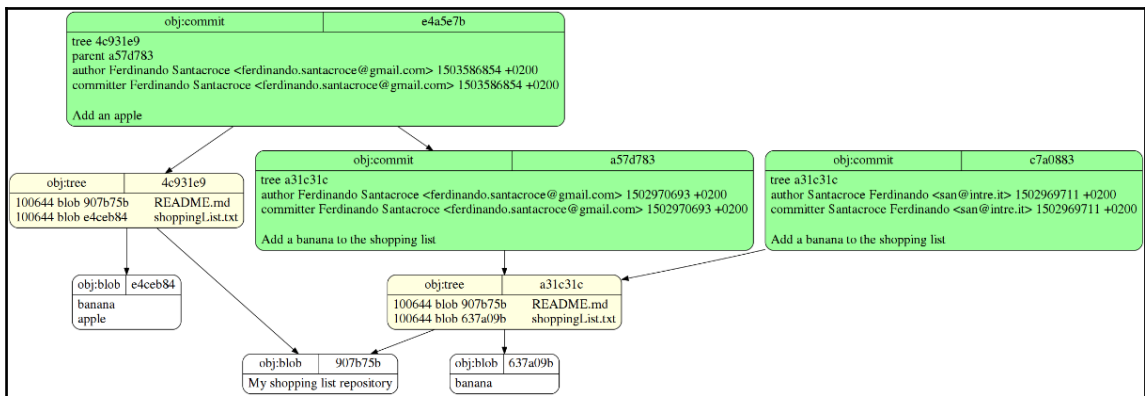 obj:commit e4a5e7b
tree 4c931e9
parent a57d783
author Ferdinando Santacroce <ferdinando.santacroce@gmail.com> 1503586854 +0200
committer Ferdinando Santacroce <ferdinando.santacroce@gmail.com> 1503586854 +0200
Add an apple
obj:tree 4c931e9
100644 blob 907b75b README.md
100644 blob e4ceb84 shoppingList.txt
obj:commit a57d783
tree a31c31c
author Ferdinando Santacroce <ferdinando.santacroce@gmail.com> 1502970693 +0200
committer Ferdinando Santacroce <ferdinando.santacroce@gmail.com> 1502970693 +0200
Add a banana to the shopping list
obj:commit c7a0883
tree a31c31c
author Santacroce Ferdinando <san@intre.it> 1502969711 +0200
committer Santacroce Ferdinando <san@intre.it> 1502969711 +0200
Add a banana to the shopping list
obj:blob e4ceb84
banana
apple
obj:tree a31c31c
100644 blob 907b75b README.md
100644 blob 637a09b shoppingList.txt
obj:blob 907b75b
My shopping list repository
obj:blob 637a09b
banana